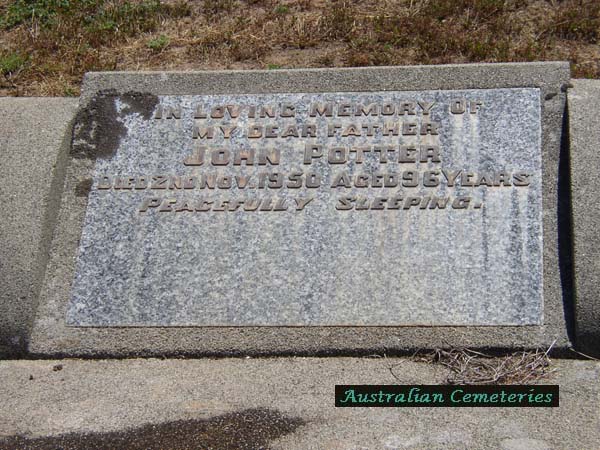 IN LOVING MEMORY OF
MY DEAR FATHER
JOHN POTTER
DIED 2ND NOV. 1950 AGED 96 YEARS
PEACEFULLY SLEEPING.
Australian Cemeteries